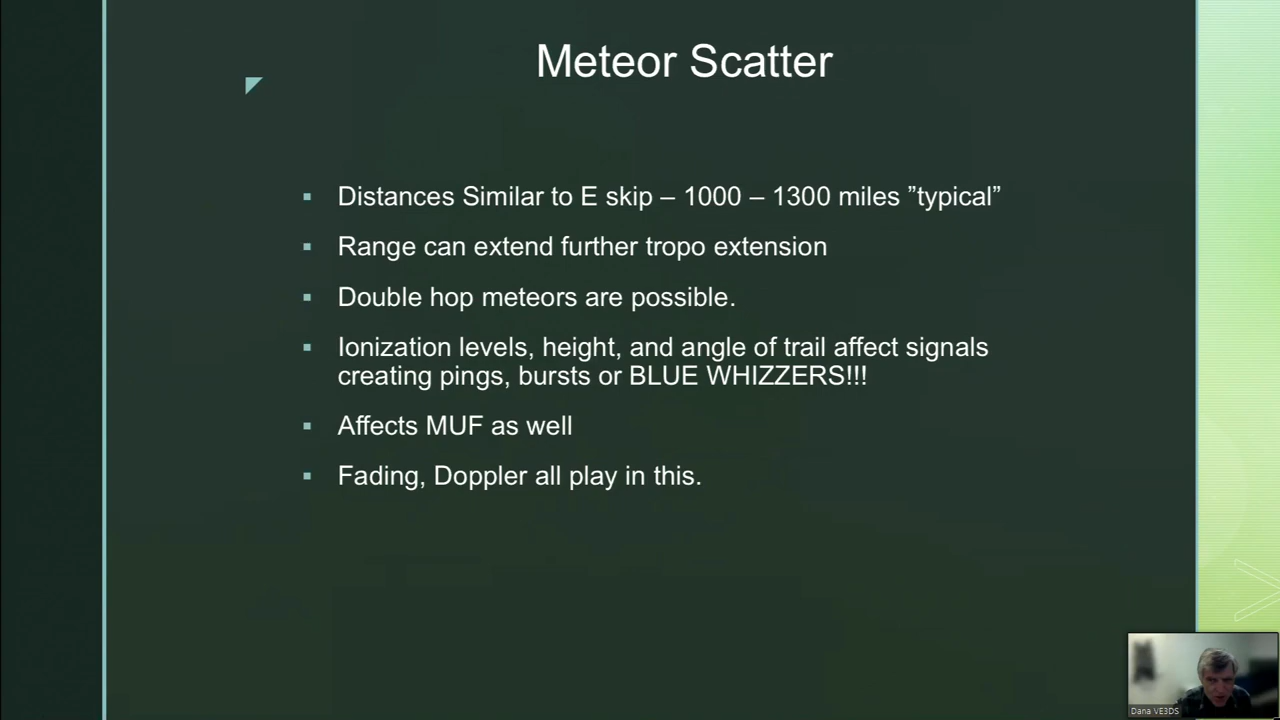 Meteor Scatter
Distances Similar to E skip – 1000 – 1300 miles ”typical”
Range can extend further tropo extension
Double hop meteors are possible.
Ionization levels, height, and angle of trail affect signals
creating pings, bursts or BLUE WHIZZERS!!!
Affects MUF as well
Fading, Doppler all play in this.
Dana VE3DS